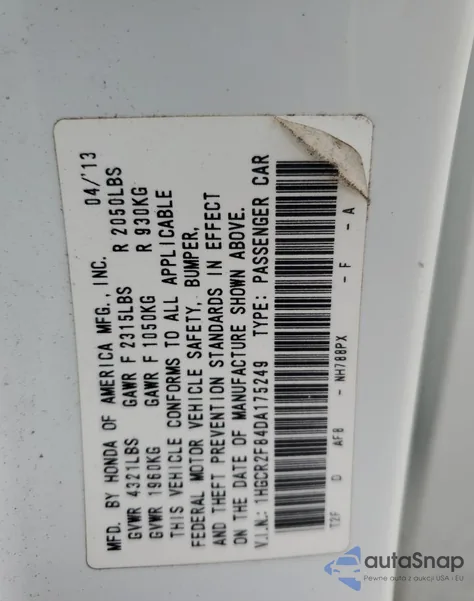 MFD. BY HONDA OF AMERICA MFG., INC. 04/'13
GVWR 4321LBS GAWR F 2315LBS R 2050LBS
GVWR 1960KG GAWR F 1050KG R 930KG
THIS VEHICLE CONFORMS TO ALL APPLICABLE
FEDERAL MOTOR VEHICLE SAFETY, BUMPER,
AND THEFT PREVENTION STANDARDS IN EFFECT
ON THE DATE OF MANUFACTURE SHOWN ABOVE.
V.I.N.: 1HGCR2F84DA175249 TYPE: PASSENGER CAR
T2F D AF8 - NH788PX - F - A
autaSnap
Pewne auta z aukcji USA - EU